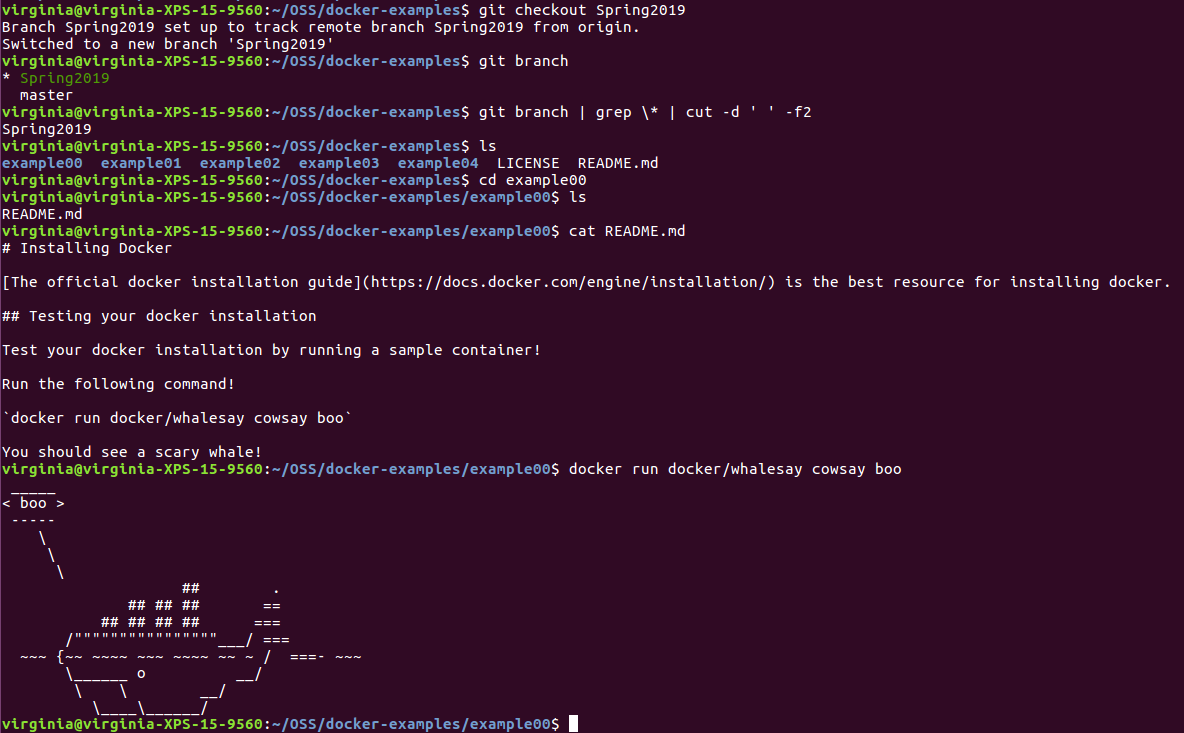 virginia@virginia-XPS-15-9560:~/OSS/docker-examples$ git checkout Spring2019
Branch Spring2019 set up to track remote branch Spring2019 from origin.
Switched to a new branch 'Spring2019'
virginia@virginia-XPS-15-9560:~/OSS/docker-examples$ git branch
* Spring2019
  master
virginia@virginia-XPS-15-9560:~/OSS/docker-examples$ git branch | grep \* | cut -d ' ' -f2
Spring2019
virginia@virginia-XPS-15-9560:~/OSS/docker-examples$ ls
example00  example01  example02  example03  example04  LICENSE  README.md
virginia@virginia-XPS-15-9560:~/OSS/docker-examples$ cd example00
virginia@virginia-XPS-15-9560:~/OSS/docker-examples/example00$ ls
README.md
virginia@virginia-XPS-15-9560:~/OSS/docker-examples/example00$ cat README.md
# Installing Docker

[The official docker installation guide](https://docs.docker.com/engine/installation/) is the best resource for installing docker.

## Testing your docker installation

Test your docker installation by running a sample container!

Run the following command!

`docker run docker/whalesay cowsay boo`

You should see a scary whale!
virginia@virginia-XPS-15-9560:~/OSS/docker-examples/example00$ docker run docker/whalesay cowsay boo
 _____
< boo >
 -----
    \
     \
      \
                    ##        .
              ## ## ##       ==
           ## ## ## ##      ===
       /""""""""""""""""___/ ===
  ~~~ {~~ ~~~~ ~~~ ~~~~ ~~ ~ /  ===- ~~~
       \______ o          __/
        \    \        __/
          \____\______/
virginia@virginia-XPS-15-9560:~/OSS/docker-examples/example00$